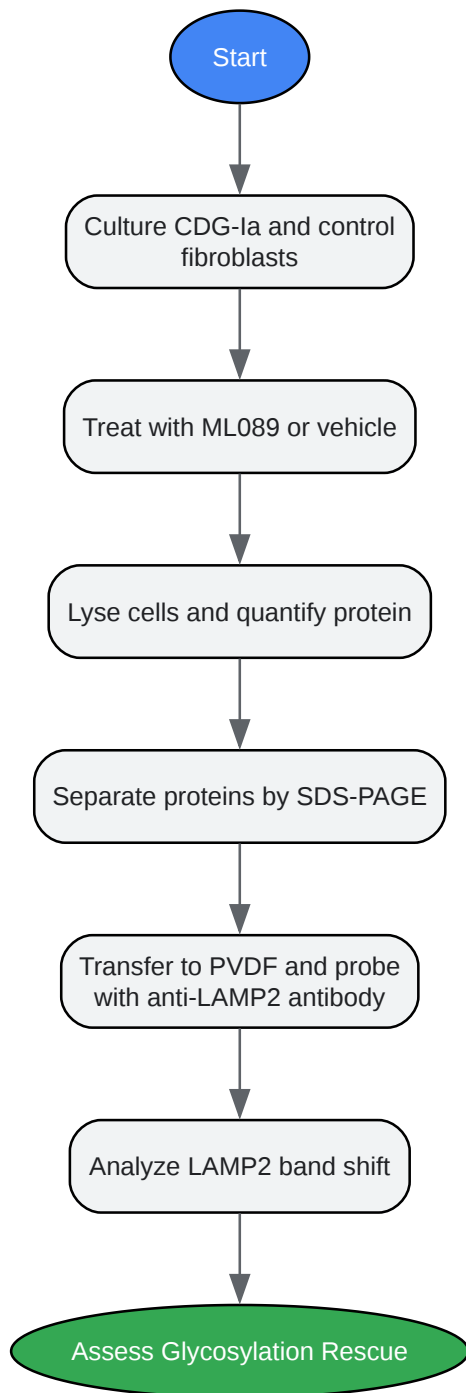 Start
Culture CDG-Ia and control
fibroblasts
Treat with ML089 or vehicle
Lyse cells and quantify protein
Separate proteins by SDS-PAGE
Transfer to PVDF and probe
with anti-LAMP2 antibody
Analyze LAMP2 band shift
Assess Glycosylation Rescue